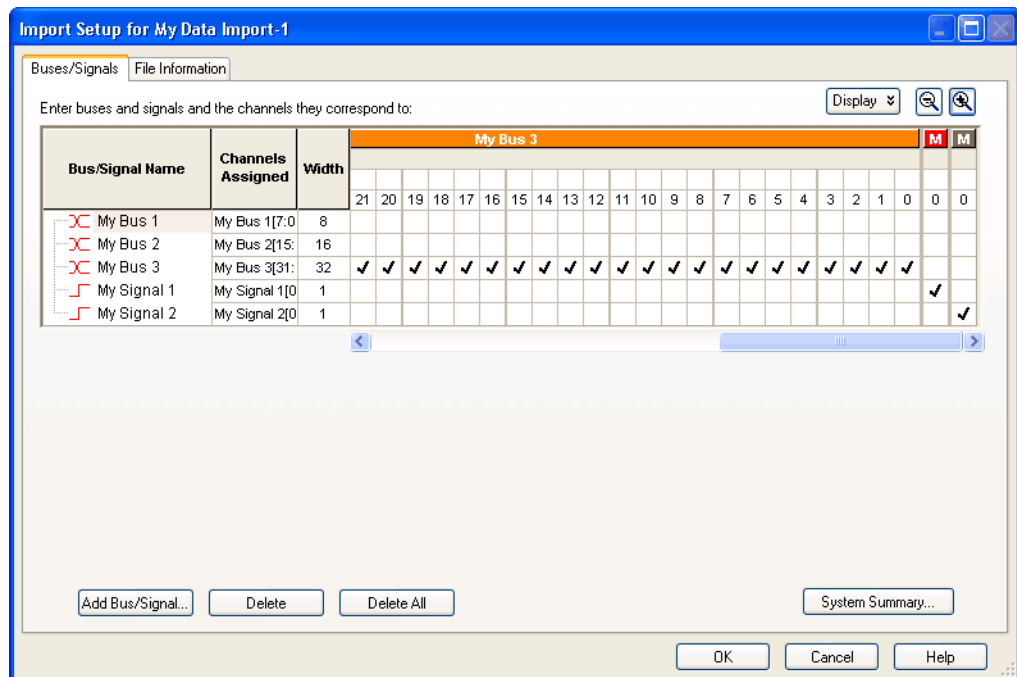 Import Setup for My Data Import-1
Buses/Signals File Information
Enter buses and signals and the channels they correspond to:
Display
Bus/Signal Name Channels Assigned Width My Bus 3 M M
21 20 19 18 17 16 15 14 13 12 11 10 9 8 7 6 5 4 3 2 1 0 0 0
My Bus 1 My Bus 1[7:0 8
My Bus 2 My Bus 2[15: 16
My Bus 3 My Bus 3[31: 32
My Signal 1 My Signal 1[0 1
My Signal 2 My Signal 2[0 1
Add Bus/Signal... Delete Delete All System Summary...
OK Cancel Help